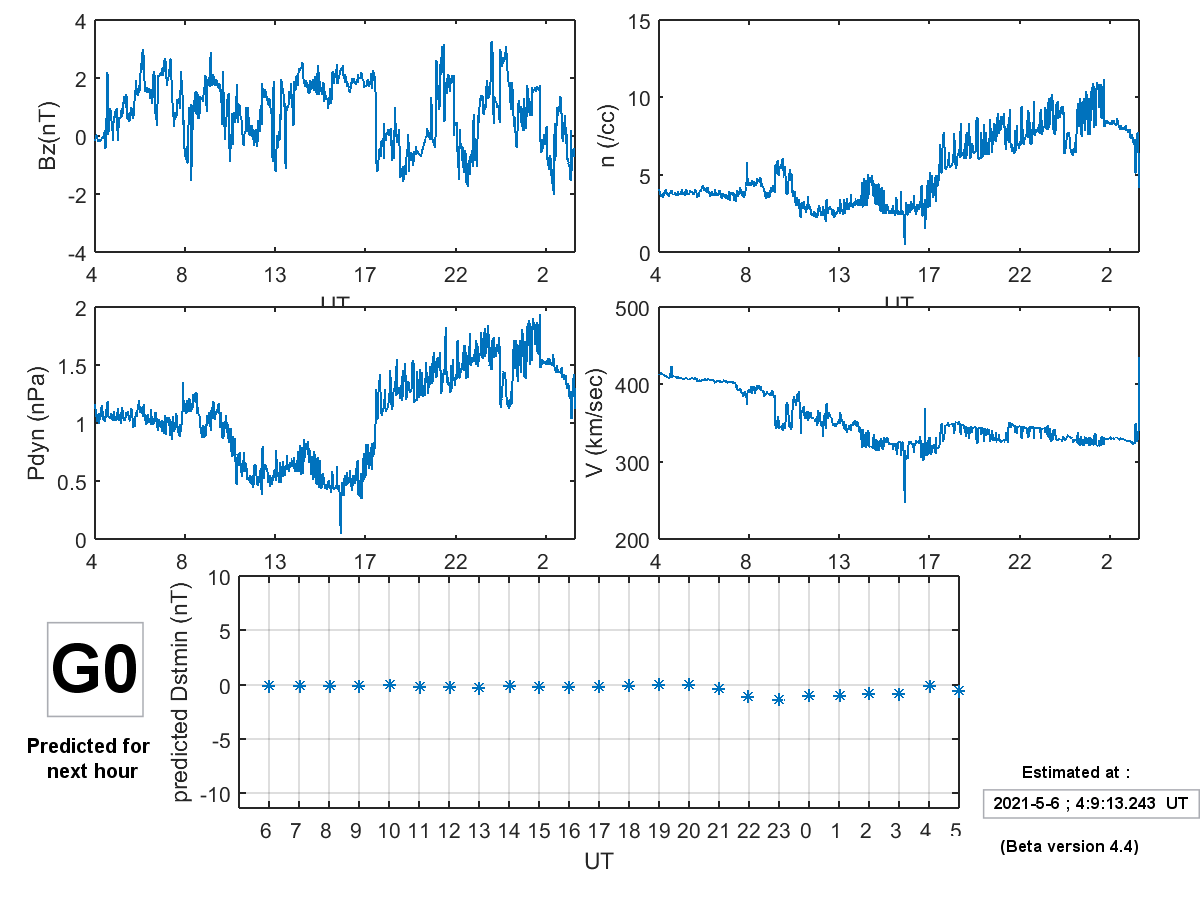 4
2
0
-2
-4
Bz(nT)
4 8 13 17 22 2
UT
15
10
5
0
n (/cc)
4 8 13 17 22 2
UT
2
1.5
1
0.5
0
Pdyn (nPa)
4 8 13 17 22 2
500
400
300
200
V (km/sec)
4 8 13 17 22 2
10
5
0
-5
-10
predicted Dstmin (nT)
6 7 8 9 10 11 12 13 14 15 16 17 18 19 20 21 22 23 0 1 2 3 4 5
UT
G0
Predicted for
next hour
Estimated at :
2021-5-6 ; 4:9:13.243 UT
(Beta version 4.4)